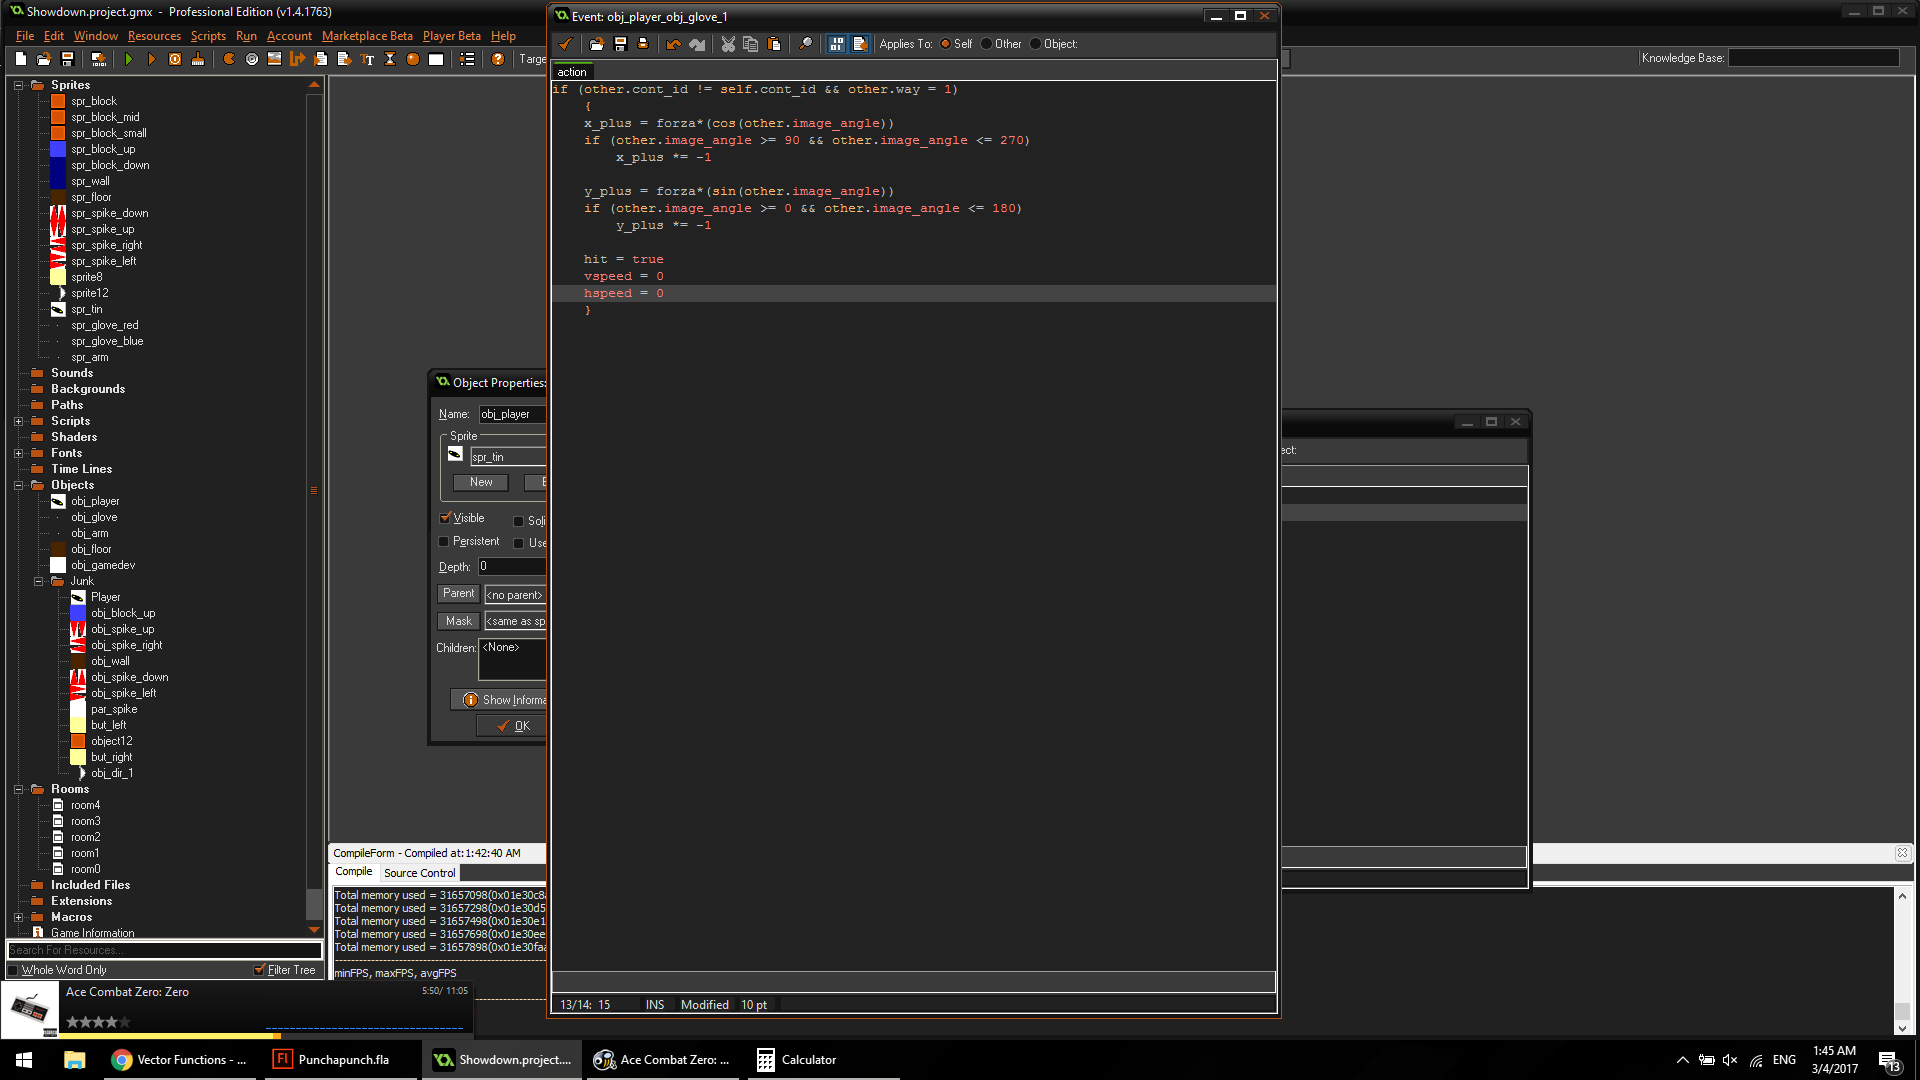 Showdown.project.gmx - Professional Edition (v1.4.1763)
File Edit Window Resources Scripts Run Account Marketplace Beta Player Beta Help
Targe
Knowledge Base:
Sprites
spr_block
spr_block_mid
spr_block_small
spr_block_up
spr_block_down
spr_wall
spr_floor
spr_spike_down
spr_spike_up
spr_spike_right
spr_spike_left
sprite8
sprite12
spr_tin
spr_glove_red
spr_glove_blue
spr_arm
Sounds
Backgrounds
Paths
Scripts
Shaders
Fonts
Time Lines
Objects
obj_player
obj_glove
obj_arm
obj_floor
obj_gamedev
Junk
Player
obj_block_up
obj_spike_up
obj_spike_right
obj_wall
obj_spike_down
obj_spike_left
par_spike
but_left
object12
but_right
obj_dir_1
Rooms
room4
room3
room2
room1
room0
Included Files
Extensions
Macros
Game Information
Search For Resources...
Whole Word Only Filter Tree
Ace Combat Zero: Zero 5:50/ 11:05
Object Properties:
Name: obj_player
Sprite
spr_tin
New E
Visible Soli
Persistent Use
Depth: 0
Parent <no parent>
Mask <same as sp
Children: <None>
Show Informa
OK
Event: obj_player_obj_glove_1
Applies To: Self Other Object:
action
if (other.cont_id != self.cont_id && other.way = 1)
{
x_plus = forza*(cos(other.image_angle))
if (other.image_angle >= 90 && other.image_angle <= 270)
x_plus *= -1
y_plus = forza*(sin(other.image_angle))
if (other.image_angle >= 0 && other.image_angle <= 180)
y_plus *= -1
hit = true
vspeed = 0
hspeed = 0
}
13/14: 15 INS Modified 10 pt
ect:
CompileForm - Compiled at:1:42:40 AM
Compile Source Control
Total memory used = 31657098(0x01e30c8
Total memory used = 31657298(0x01e30d5
Total memory used = 31657498(0x01e30e1
Total memory used = 31657698(0x01e30ee
Total memory used = 31657898(0x01e30faa
minFPS, maxFPS, avgFPS
Vector Functions - ... Punchapunch.fla Showdown.project.... Ace Combat Zero: ... Calculator
ENG
1:45 AM
3/4/2017
13